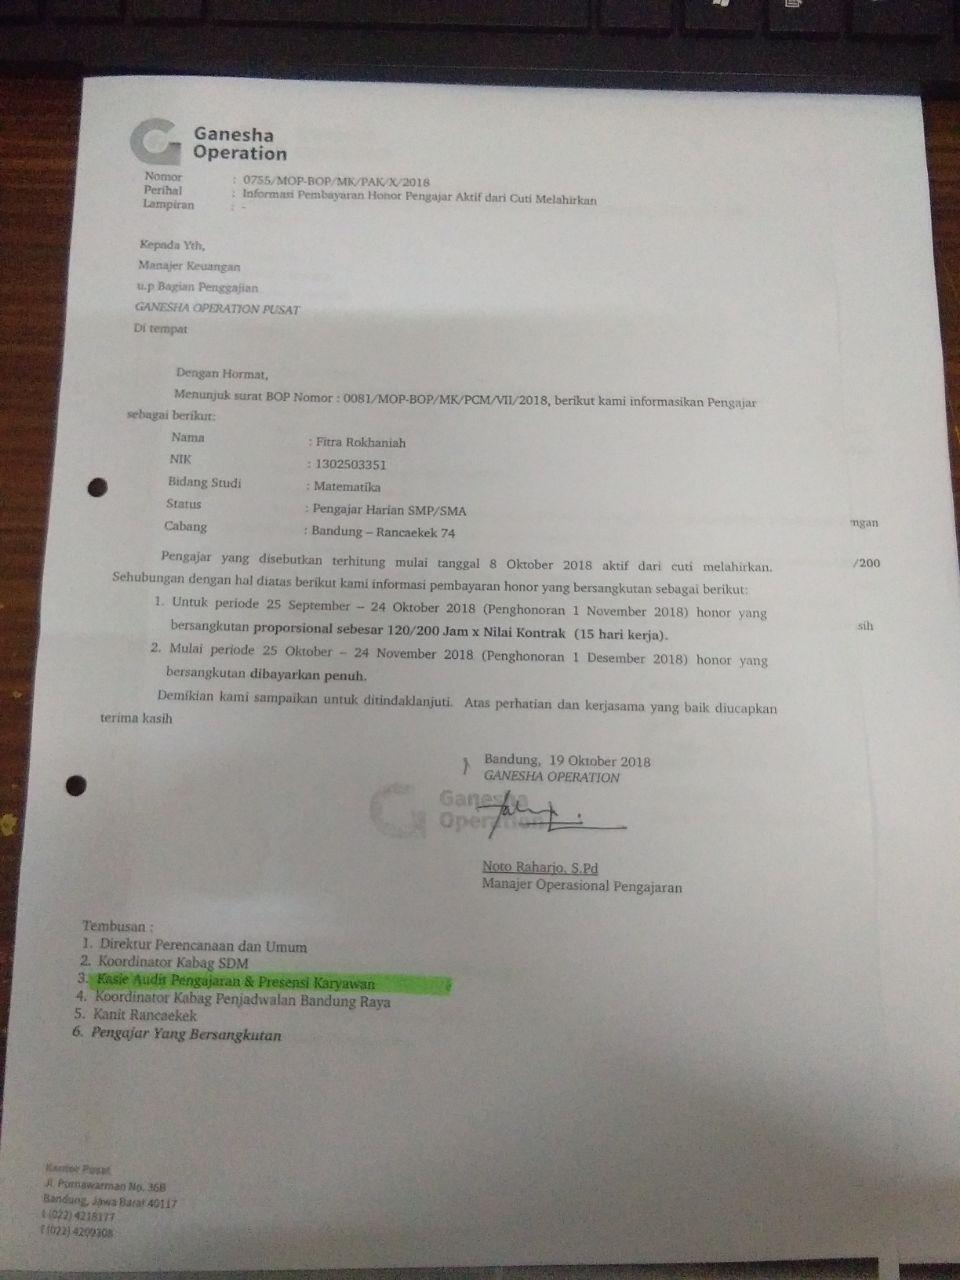 Ganesha
Operation
Nomor : 0755/MOP-BOP/MK/PAK/X/2018
Perihal : Informasi Pembayaran Honor Pengajar Aktif dari Cuti Melahirkan
Lampiran : -
Kepada Yth,
Manajer Keuangan
u.p Bagian Penggajian
GANESHA OPERATION PUSAT
Di tempat
Dengan Hormat,
Menunjuk surat BOP Nomor : 0081/MOP-BOP/MK/PCM/VII/2018, berikut kami informasikan Pengajar
sebagai berikut:
Nama : Fitra Rokhaniah
NIK : 1302503351
Bidang Studi : Matematika
Status : Pengajar Harian SMP/SMA
Cabang : Bandung – Rancaekek 74
ngan
Pengajar yang disebutkan terhitung mulai tanggal 8 Oktober 2018 aktif dari cuti melahirkan.
/200
Sehubungan dengan hal diatas berikut kami informasi pembayaran honor yang bersangkutan sebagai berikut:
1. Untuk periode 25 September – 24 Oktober 2018 (Penghonoran 1 November 2018) honor yang
bersangkutan proporsional sebesar 120/200 Jam x Nilai Kontrak (15 hari kerja).
sih
2. Mulai periode 25 Oktober – 24 November 2018 (Penghonoran 1 Desember 2018) honor yang
bersangkutan dibayarkan penuh.
Demikian kami sampaikan untuk ditindaklanjuti. Atas perhatian dan kerjasama yang baik diucapkan
terima kasih
Bandung, 19 Oktober 2018
GANESHA OPERATION
Ganesha
Operation
Noto Raharjo, S.Pd
Manajer Operasional Pengajaran
Tembusan :
1. Direktur Perencanaan dan Umum
2. Koordinator Kabag SDM
3. Kasie Audit Pengajaran & Presensi Karyawan
4. Koordinator Kabag Penjadwalan Bandung Raya
5. Kanit Rancaekek
6. Pengajar Yang Bersangkutan
Kantor Pusat
Jl. Purnawarman No. 36B
Bandung, Jawa Barat 40117
t (022) 4218177
f (022) 4209308